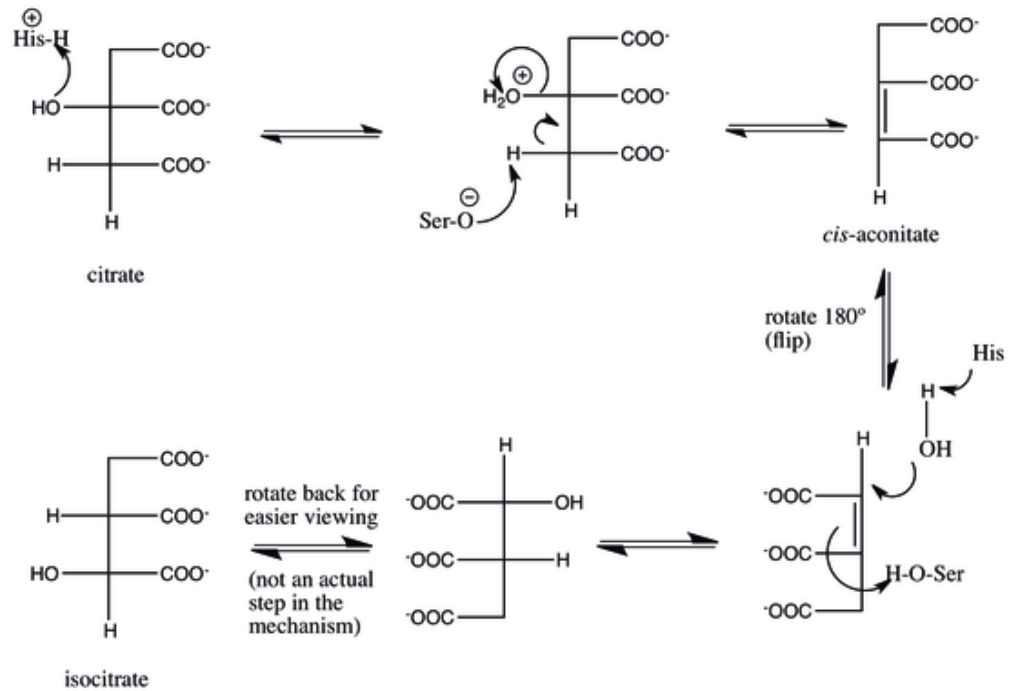 ⊕
His-H
COO⁻
HO COO⁻
H COO⁻
H
citrate
COO⁻
⊕
H₂O COO⁻
H COO⁻
⊖
Ser-O
H
COO⁻
COO⁻
COO⁻
H
cis-aconitate
rotate 180º
(flip)
His
H
OH
H
⁻OOC
⁻OOC
H-O-Ser
⁻OOC
H
⁻OOC OH
⁻OOC H
⁻OOC
rotate back for
easier viewing
(not an actual
step in the
mechanism)
COO⁻
H COO⁻
HO COO⁻
H
isocitrate